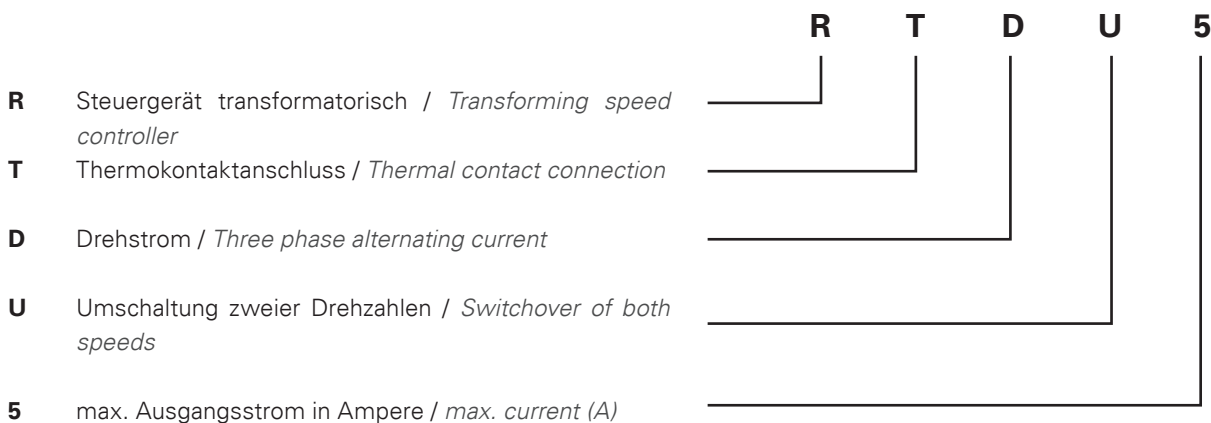 R T D U 5
R Steuergerät transformatorisch / Transforming speed
controller
T Thermokontaktanschluss / Thermal contact connection
D Drehstrom / Three phase alternating current
U Umschaltung zweier Drehzahlen / Switchover of both
speeds
5 max. Ausgangsstrom in Ampere / max. current (A)